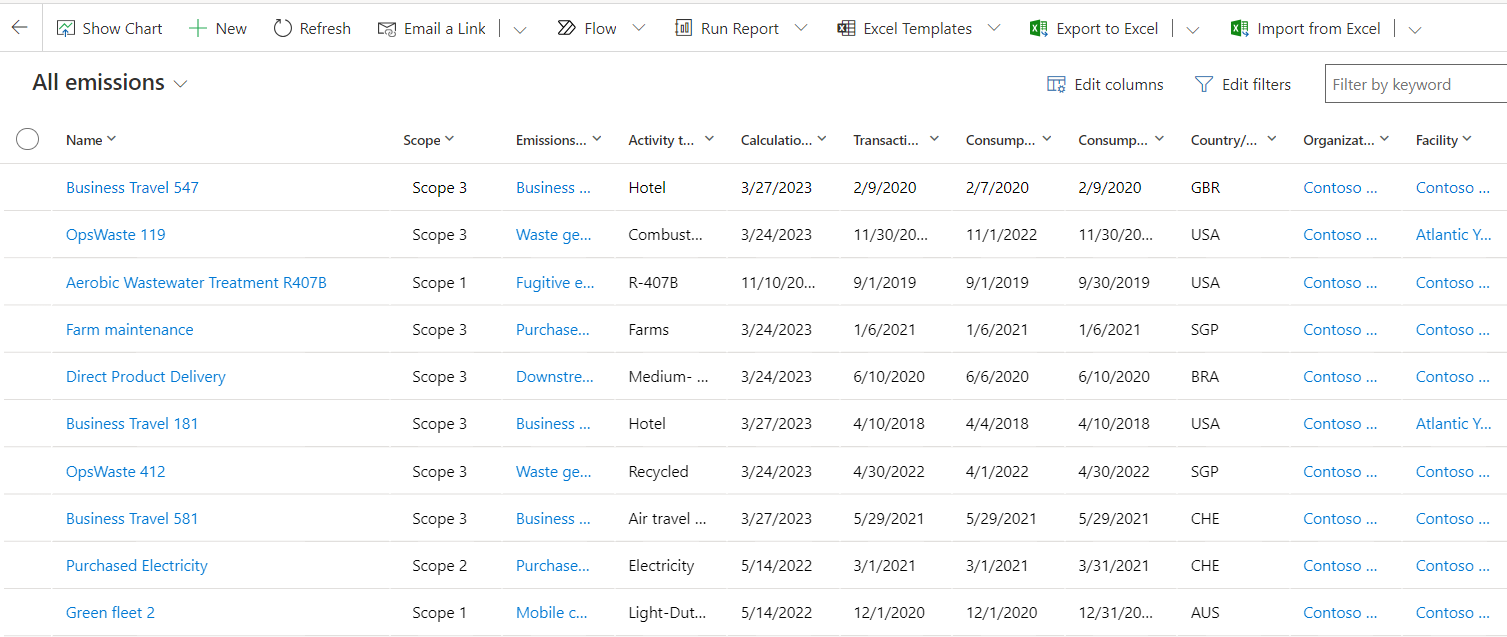 Show Chart New Refresh Email a Link Flow Run Report Excel Templates Export to Excel Import from Excel
All emissions Edit columns Edit filters Filter by keyword
Name Scope Emissions... Activity t... Calculatio... Transacti... Consump... Consump... Country/... Organizat... Facility
Business Travel 547 Scope 3 Business ... Hotel 3/27/2023 2/9/2020 2/7/2020 2/9/2020 GBR Contoso ... Contoso ...
OpsWaste 119 Scope 3 Waste ge... Combust... 3/24/2023 11/30/20... 11/1/2022 11/30/20... USA Contoso ... Atlantic Y...
Aerobic Wastewater Treatment R407B Scope 1 Fugitive e... R-407B 11/10/20... 9/1/2019 9/1/2019 9/30/2019 USA Contoso ... Contoso ...
Farm maintenance Scope 3 Purchase... Farms 3/24/2023 1/6/2021 1/6/2021 1/6/2021 SGP Contoso ... Contoso ...
Direct Product Delivery Scope 3 Downstre... Medium- ... 3/24/2023 6/10/2020 6/6/2020 6/10/2020 BRA Contoso ... Contoso ...
Business Travel 181 Scope 3 Business ... Hotel 3/27/2023 4/10/2018 4/4/2018 4/10/2018 USA Contoso ... Atlantic Y...
OpsWaste 412 Scope 3 Waste ge... Recycled 3/24/2023 4/30/2022 4/1/2022 4/30/2022 SGP Contoso ... Contoso ...
Business Travel 581 Scope 3 Business ... Air travel ... 3/27/2023 5/29/2021 5/29/2021 5/29/2021 CHE Contoso ... Contoso ...
Purchased Electricity Scope 2 Purchase... Electricity 5/14/2022 3/1/2021 3/1/2021 3/31/2021 CHE Contoso ... Contoso ...
Green fleet 2 Scope 1 Mobile c... Light-Dut... 5/14/2022 12/1/2020 12/1/2020 12/31/20... AUS Contoso ... Contoso ...